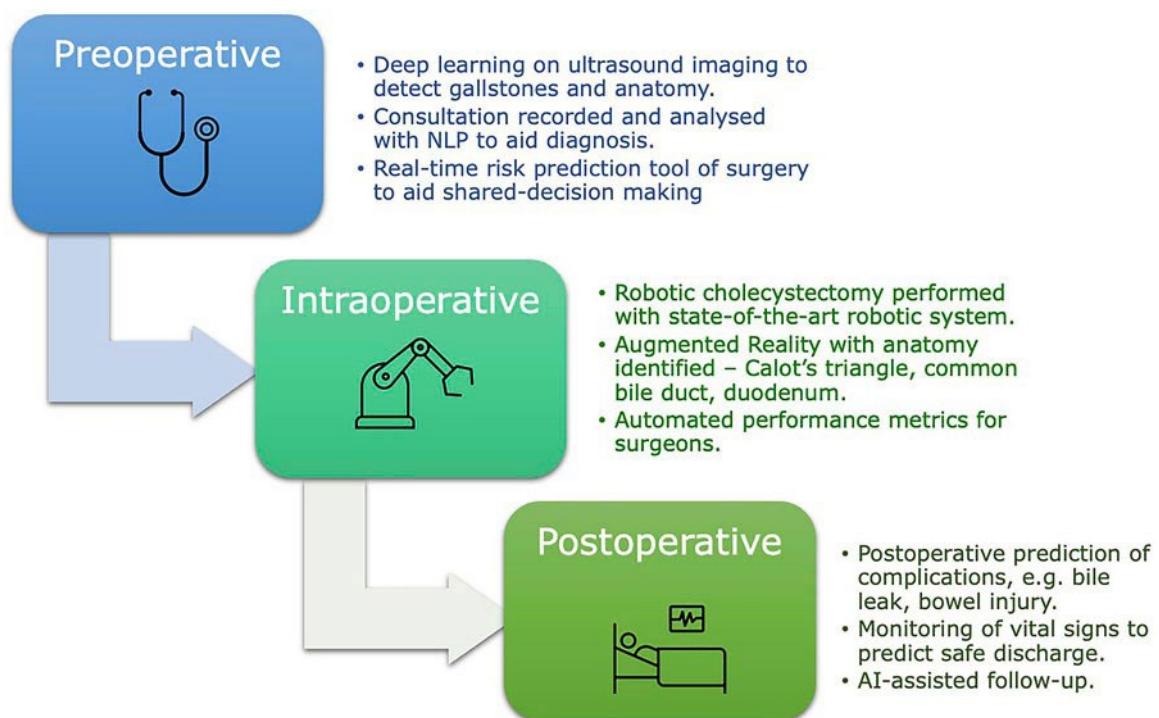 Preoperative
• Deep learning on ultrasound imaging to
detect gallstones and anatomy.
• Consultation recorded and analysed
with NLP to aid diagnosis.
• Real-time risk prediction tool of surgery
to aid shared-decision making
Intraoperative
• Robotic cholecystectomy performed
with state-of-the-art robotic system.
• Augmented Reality with anatomy
identified – Calot’s triangle, common
bile duct, duodenum.
• Automated performance metrics for
surgeons.
Postoperative
• Postoperative prediction of
complications, e.g. bile
leak, bowel injury.
• Monitoring of vital signs to
predict safe discharge.
• AI-assisted follow-up.